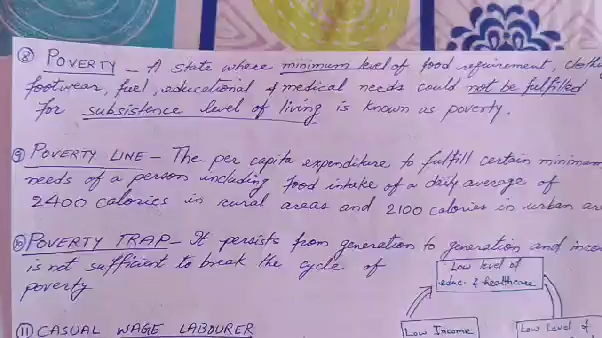 ⑧ POVERTY - A state where minimum level of food requirement, clothi
footwear, fuel, educational & medical needs could not be fulfilled
for subsistence level of living is known as poverty.
⑨ POVERTY LINE - The per capita expenditure to fulfill certain minimum
needs of a person including food intake of a daily average of
2400 calories in rural areas and 2100 calories in urban are
⑩ POVERTY TRAP - It persists from generation to generation and incom
is not sufficient to break the cycle of
poverty
Low level of
educ. & healthcare
⑪ CASUAL WAGE LABOURER
Low Income
Low Level of